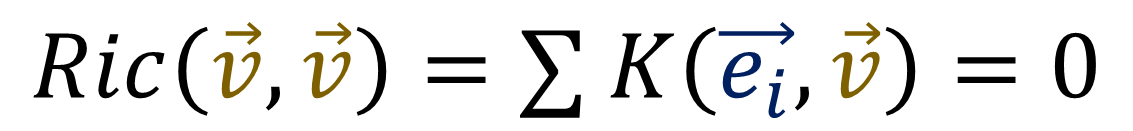 Ric(v⃗, v⃗) = ∑ K(e⃗ᵢ, v⃗) = 0